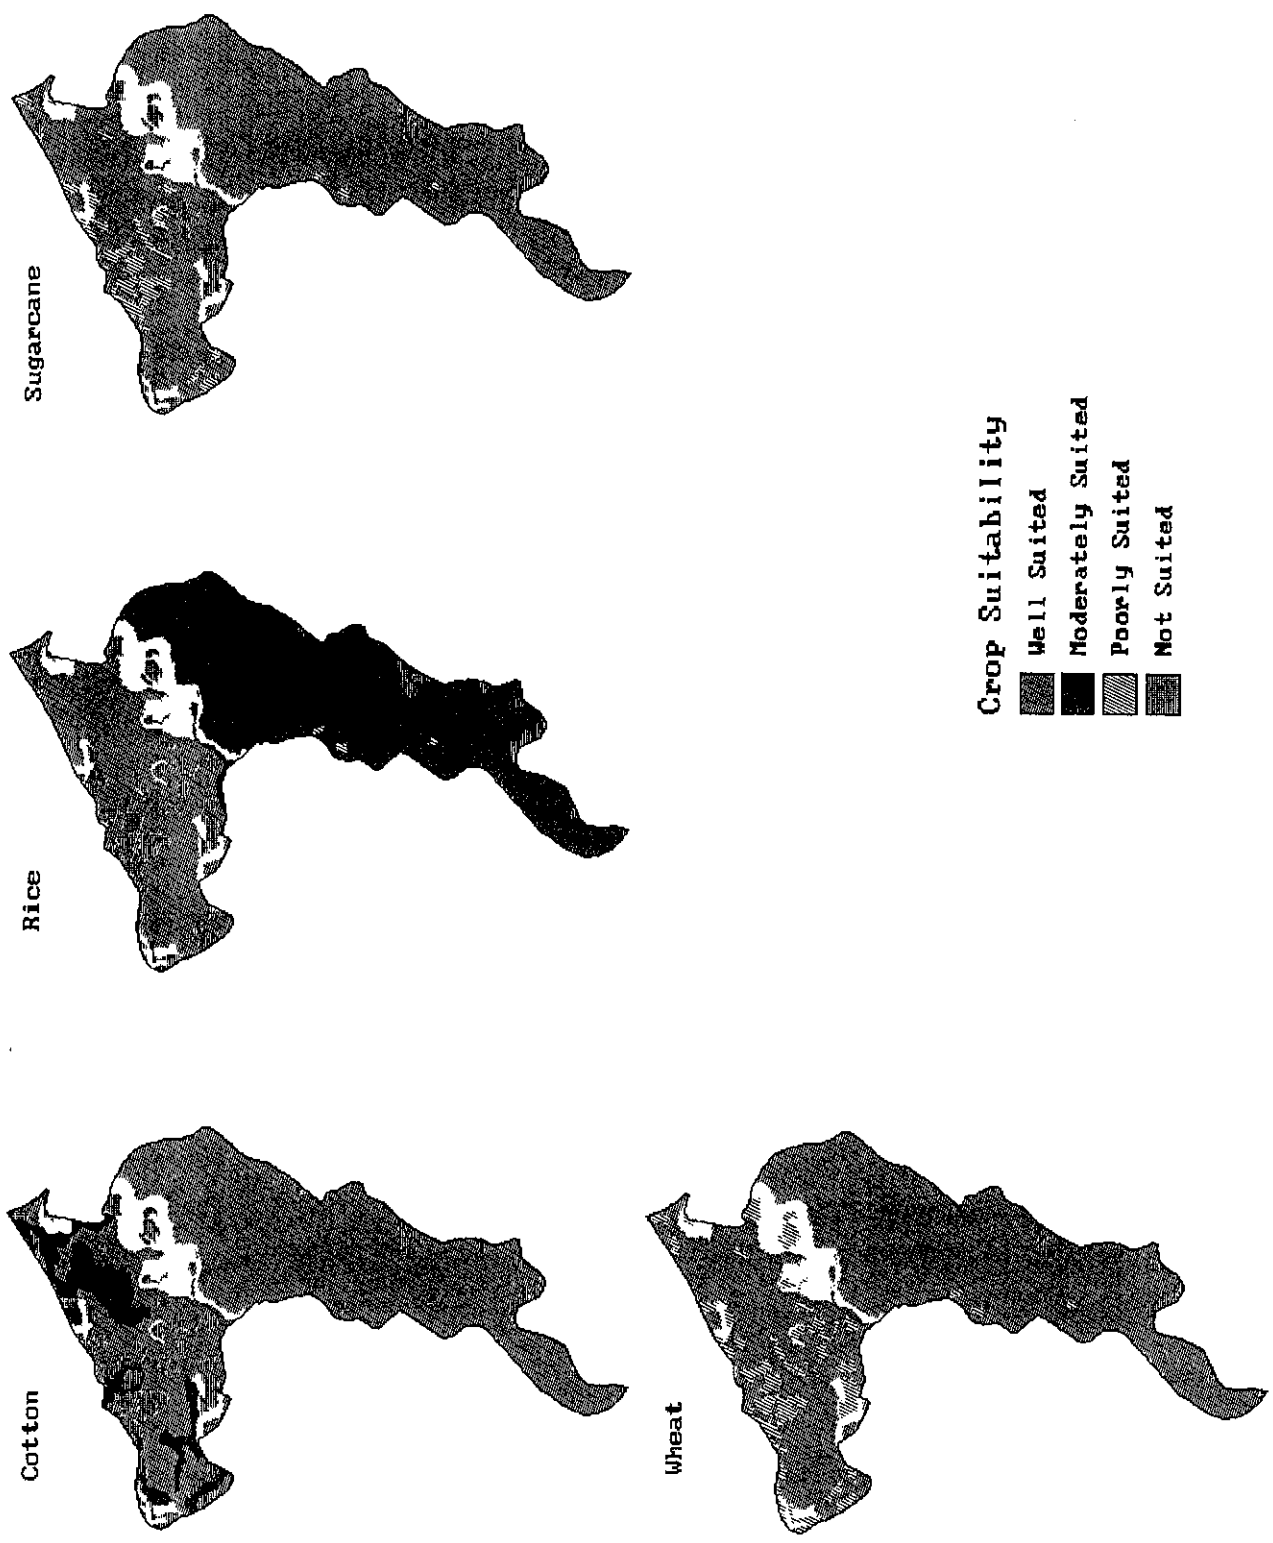 Cotton
Rice
Sugarcane
Wheat
Crop Suitability
Well Suited
Moderately Suited
Poorly Suited
Not Suited